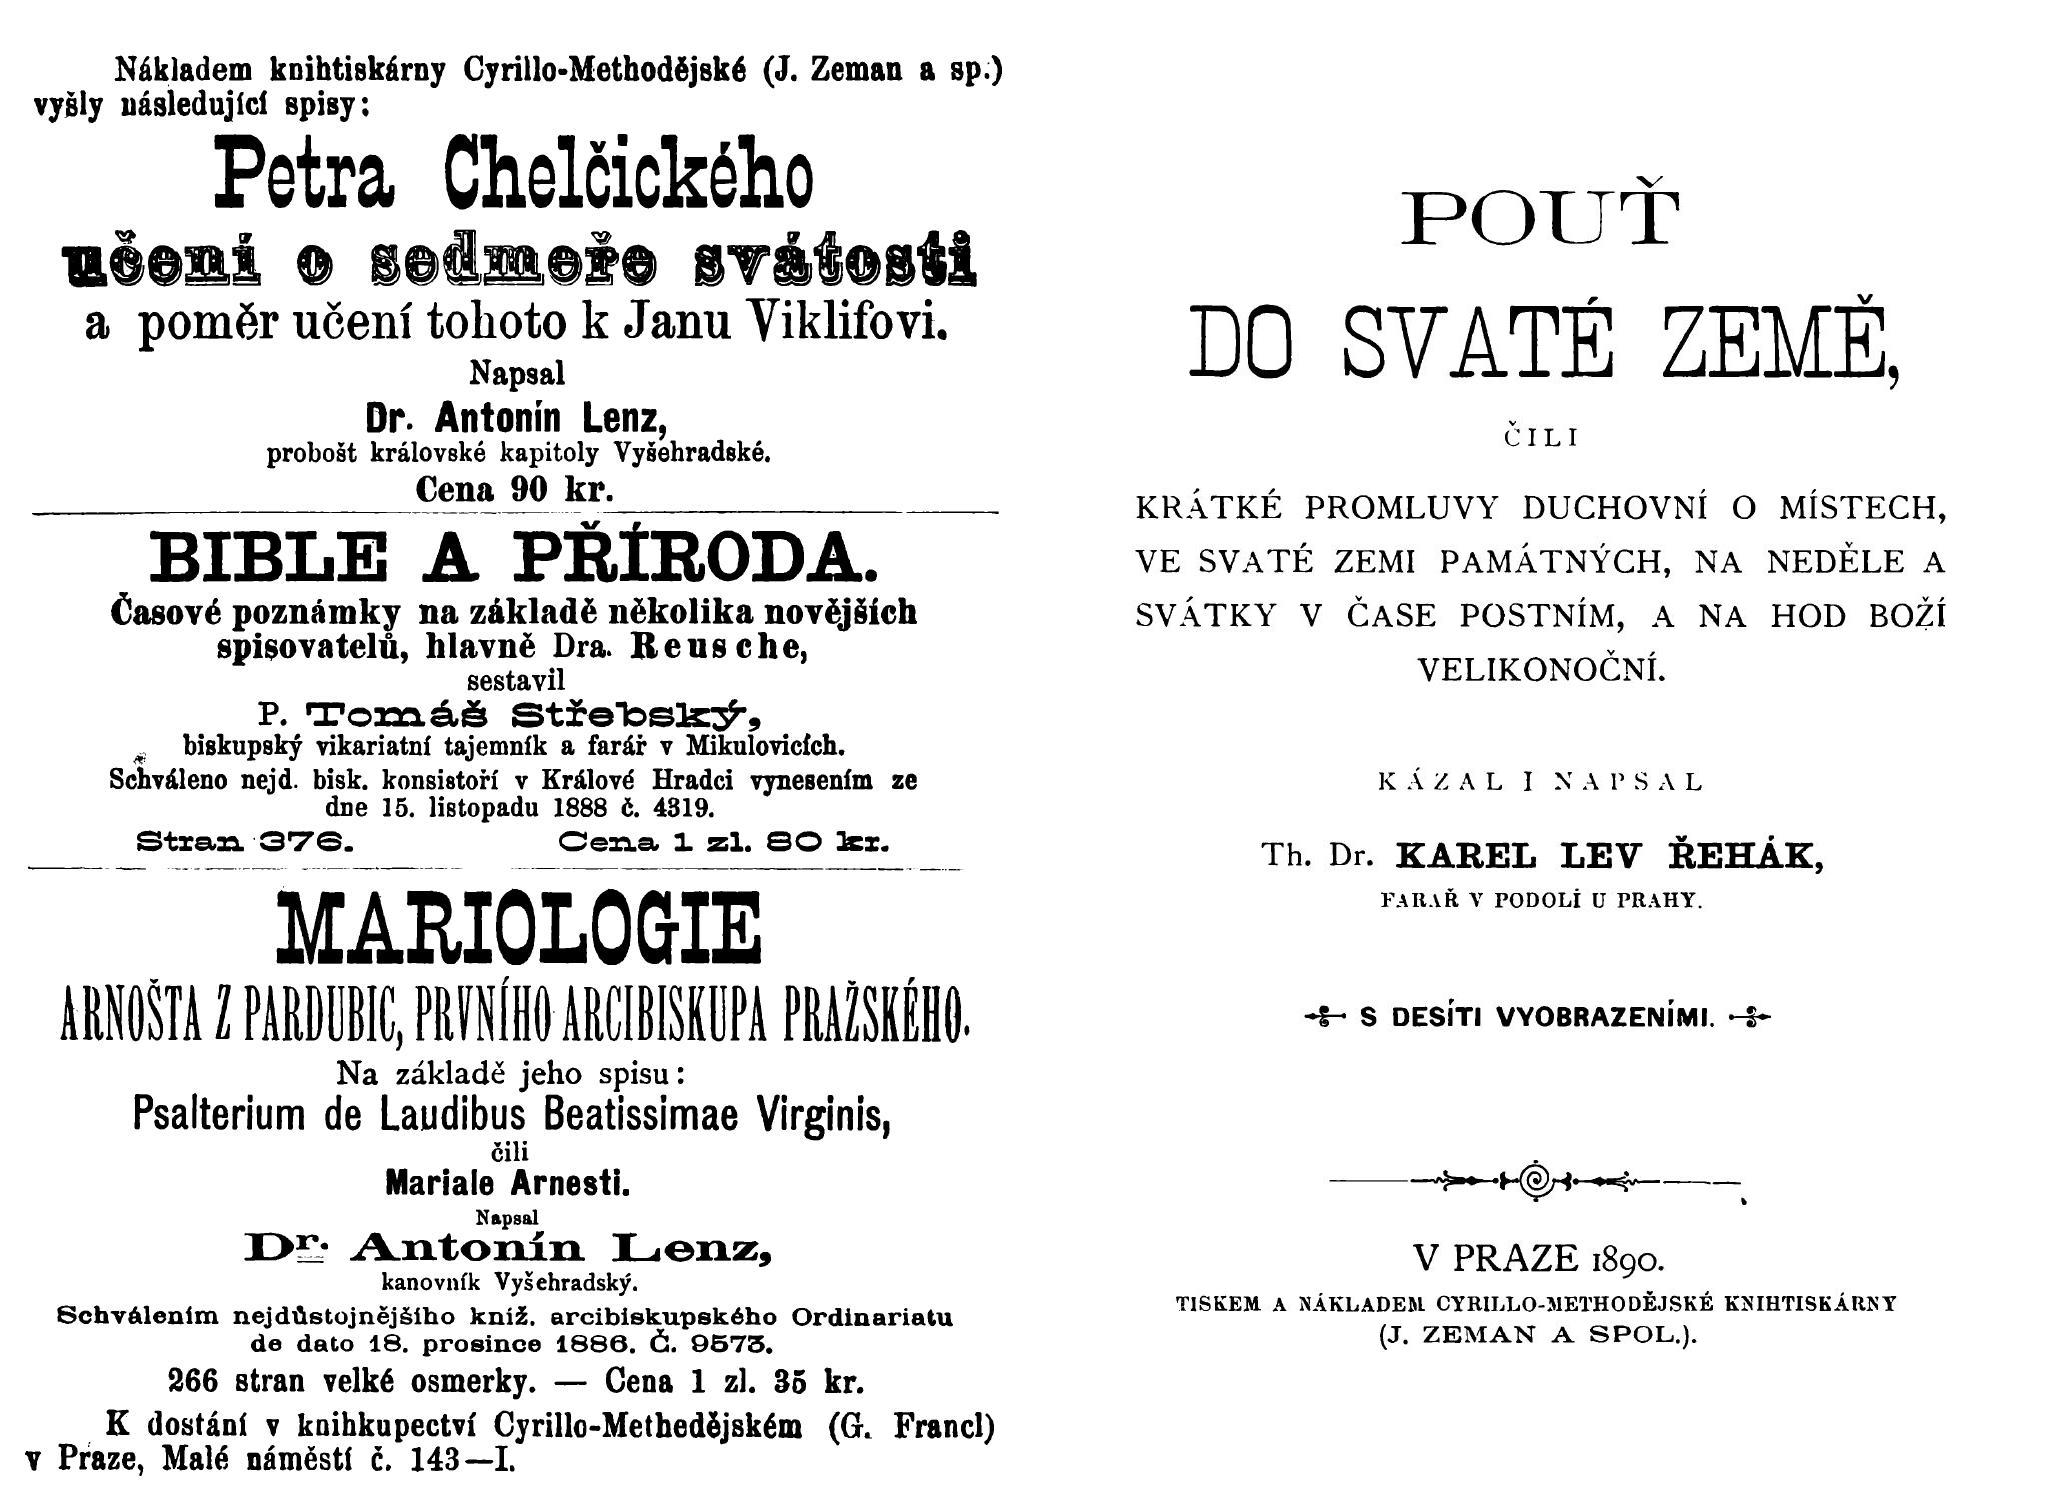 Nákladem knihtiskárny Cyrillo-Methodějské (J. Zeman a sp.)
vyšly následující spisy:
Petra Chelčického
učení o sedmeře svátosti
a poměr učení tohoto k Janu Viklifovi.
Napsal
Dr. Antonín Lenz,
probošt královské kapitoly Vyšehradské.
Cena 90 kr.
BIBLE A PŘÍRODA.
Časové poznámky na základě několika novějších
spisovatelů, hlavně Dra. Reusche,
sestavil
P. Tomáš Střebský,
biskupský vikariatní tajemník a farář v Mikulovicích.
Schváleno nejd. bisk. konsistoří v Králové Hradci vynesením ze
dne 15. listopadu 1888 č. 4319.
Stran 376. Cena 1 zl. 80 kr.
MARIOLOGIE
ARNOŠTA Z PARDUBIC, PRVNÍHO ARCIBISKUPA PRAŽSKÉHO.
Na základě jeho spisu:
Psalterium de Laudibus Beatissimae Virginis,
čili
Mariale Arnesti.
Napsal
Dr. Antonín Lenz,
kanovník Vyšehradský.
Schválením nejdůstojnějšího kníž. arcibiskupského Ordinariatu
de dato 18. prosince 1886. Č. 9573.
266 stran velké osmerky. — Cena 1 zl. 35 kr.
K dostání v knihkupectví Cyrillo-Methedějském (G. Francl)
v Praze, Malé náměstí č. 143—I.
POUŤ
DO SVATÉ ZEMĚ,
ČILI
KRÁTKÉ PROMLUVY DUCHOVNÍ O MÍSTECH,
VE SVATÉ ZEMI PAMÁTNÝCH, NA NEDĚLE A
SVÁTKY V ČASE POSTNÍM, A NA HOD BOŽÍ
VELIKONOČNÍ.
KÁZAL I NAPSAL
Th. Dr. KAREL LEV ŘEHÁK,
FARÁŘ V PODOLÍ U PRAHY.
S DESÍTI VYOBRAZENÍMI.
V PRAZE 1890.
TISKEM A NÁKLADEM CYRILLO-METHODĚJSKÉ KNIHTISKÁRNY
(J. ZEMAN A SPOL.).